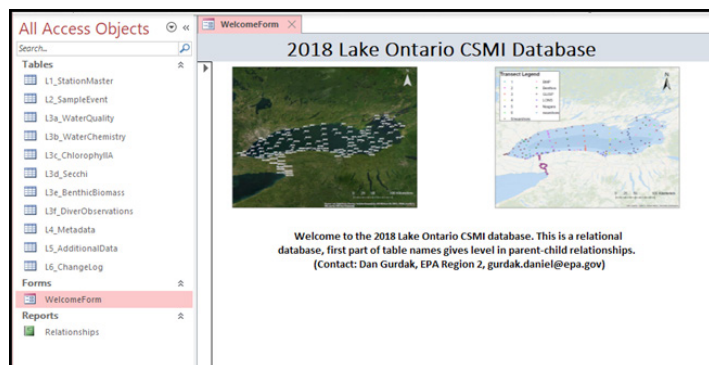 All Access Objects
Search...
Tables
L1_StationMaster
L2_SampleEvent
L3a_WaterQuality
L3b_WaterChemistry
L3c_ChlorophyllA
L3d_Secchi
L3e_BenthicBiomass
L3f_DiverObservations
L4_Metadata
L5_AdditionalData
L6_ChangeLog
Forms
WelcomeForm
Reports
Relationships
WelcomeForm
2018 Lake Ontario CSMI Database
N
Transect Legend
N
Welcome to the 2018 Lake Ontario CSMI database. This is a relational
database, first part of table names gives level in parent-child relationships.
(Contact: Dan Gurdak, EPA Region 2, gurdak.daniel@epa.gov)